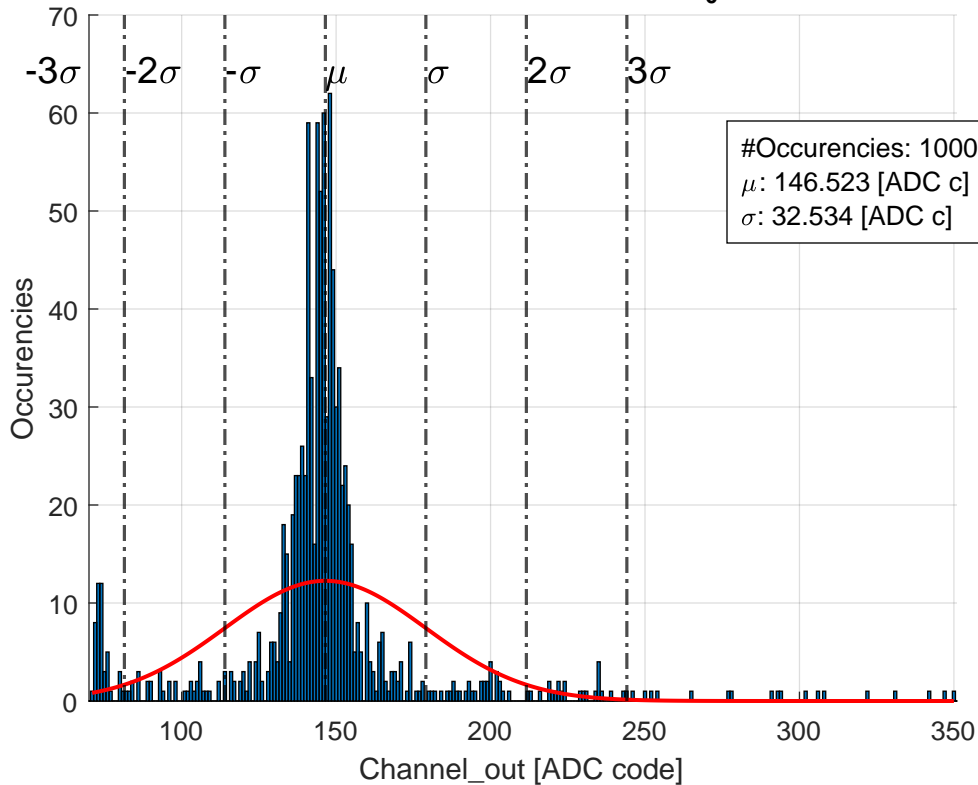 70
-3σ -2σ -σ μ σ 2σ 3σ
60
#Occurencies: 1000
μ: 146.523 [ADC c]
σ: 32.534 [ADC c]
50
40
30
20
10
0
Occurencies
100 150 200 250 300 350
Channel_out [ADC code]